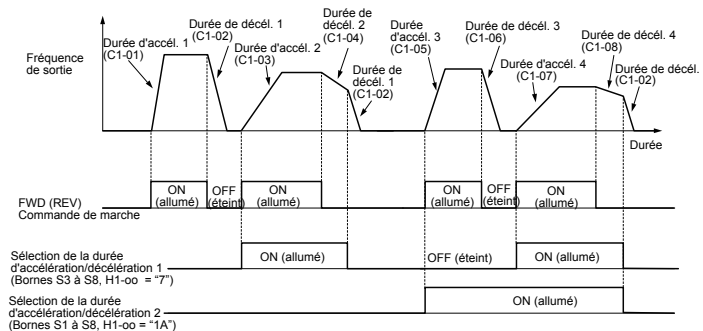 Fréquence
de sortie
Durée d'accél. 1
(C1-01)
Durée de décél. 1
(C1-02)
Durée d'accél. 2
(C1-03)
Durée de
décél. 2
(C1-04)
Durée de
décél. 1
(C1-02)
Durée
d'accél. 3
(C1-05)
Durée de décél. 3
(C1-06)
Durée d'accél. 4
(C1-07)
Durée de décél. 4
(C1-08)
Durée de décél.
(C1-02)
Durée
FWD (REV)
Commande de marche
ON
(allumé)
OFF
(éteint)
ON
(allumé)
ON
(allumé)
OFF
(éteint)
ON
(allumé)
Sélection de la durée
d'accélération/décélération 1
(Bornes S3 à S8, H1-oo = “7”)
ON (allumé)
OFF (éteint)
ON (allumé)
Sélection de la durée
d'accélération/décélération 2
(Bornes S1 à S8, H1-oo = “1A”)
ON (allumé)